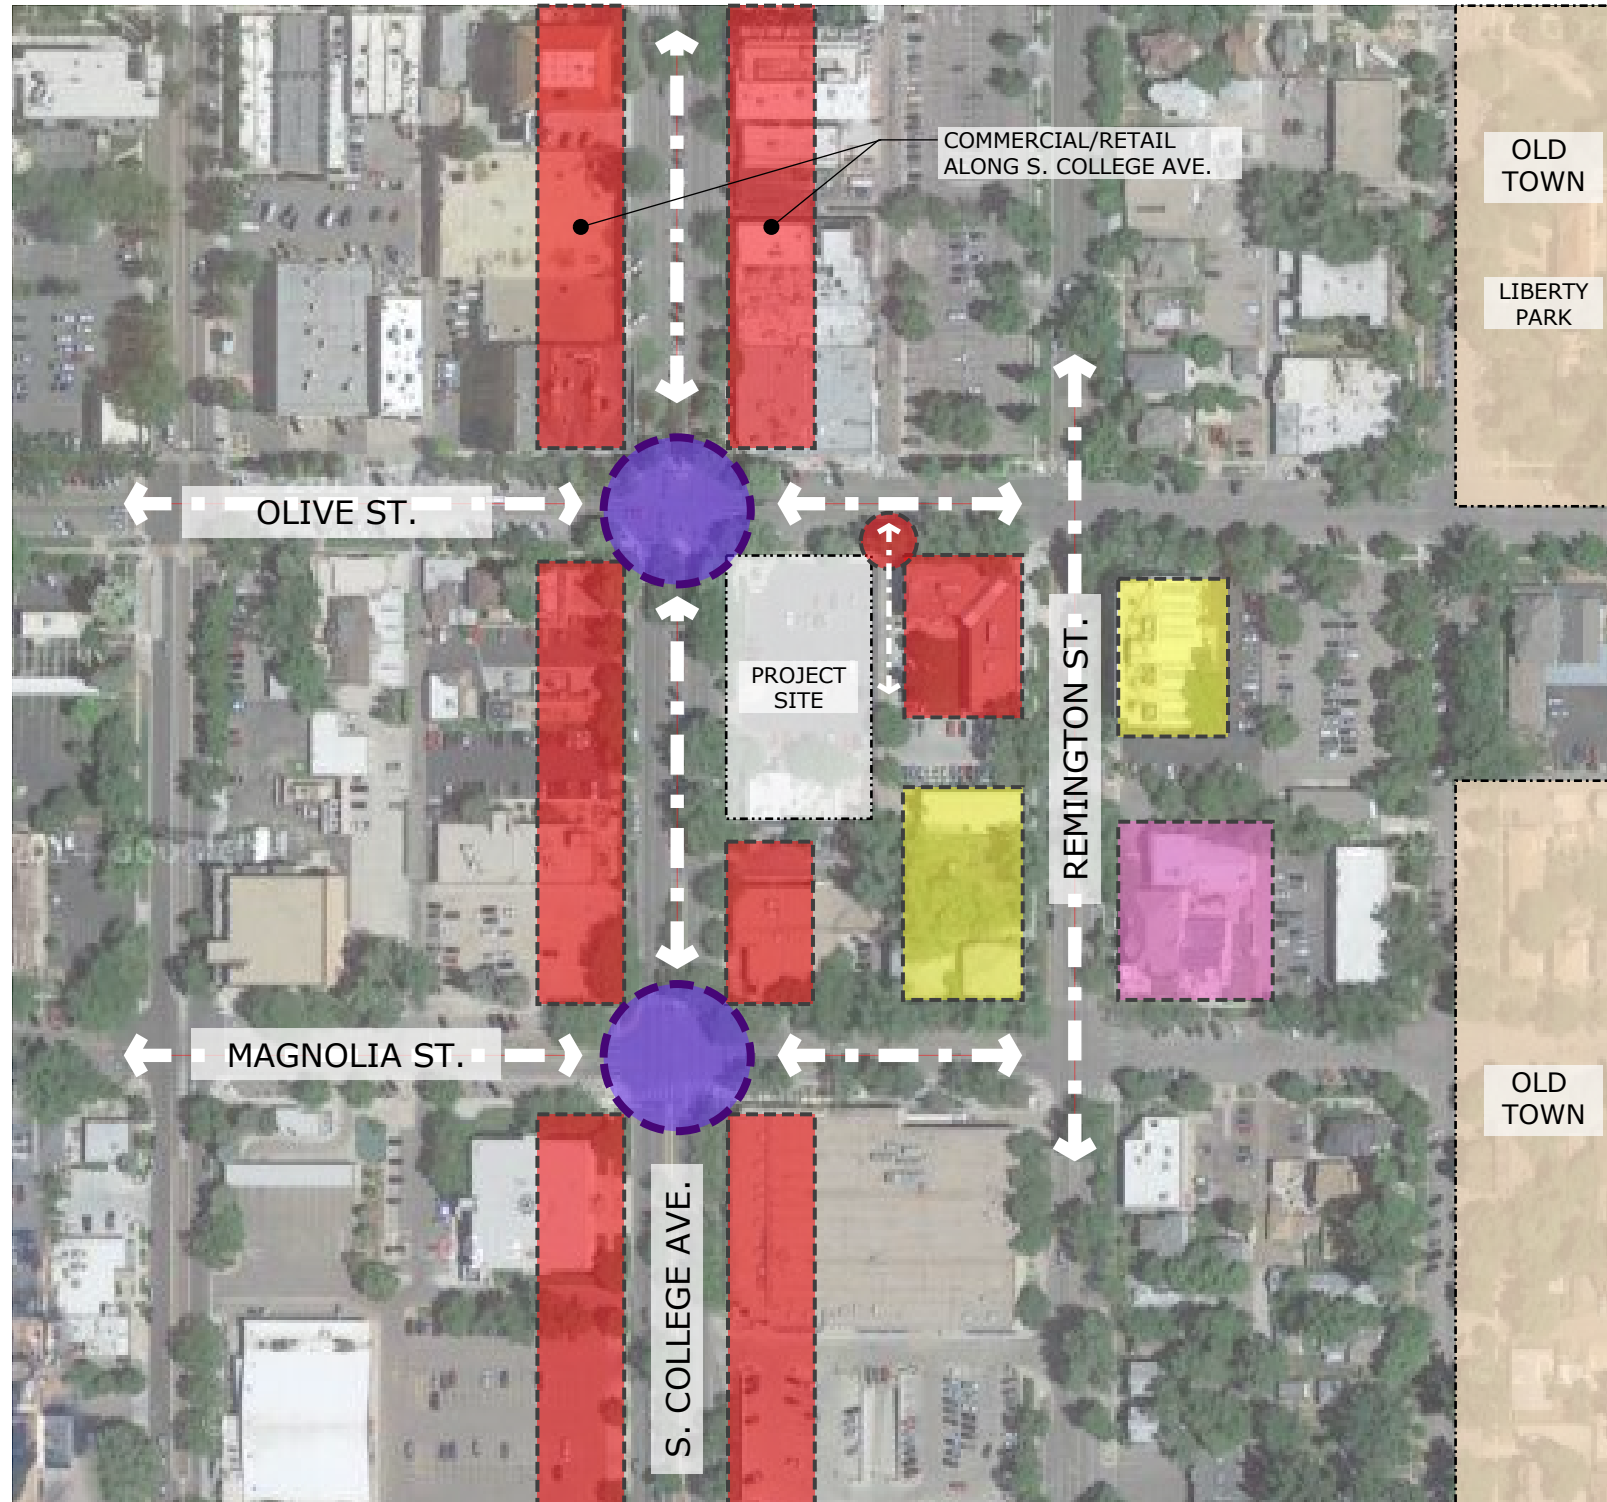 COMMERCIAL/RETAIL
ALONG S. COLLEGE AVE.
OLD
TOWN
LIBERTY
PARK
OLIVE ST.
PROJECT
SITE
REMINGTON ST.
MAGNOLIA ST.
OLD
TOWN
S. COLLEGE AVE.